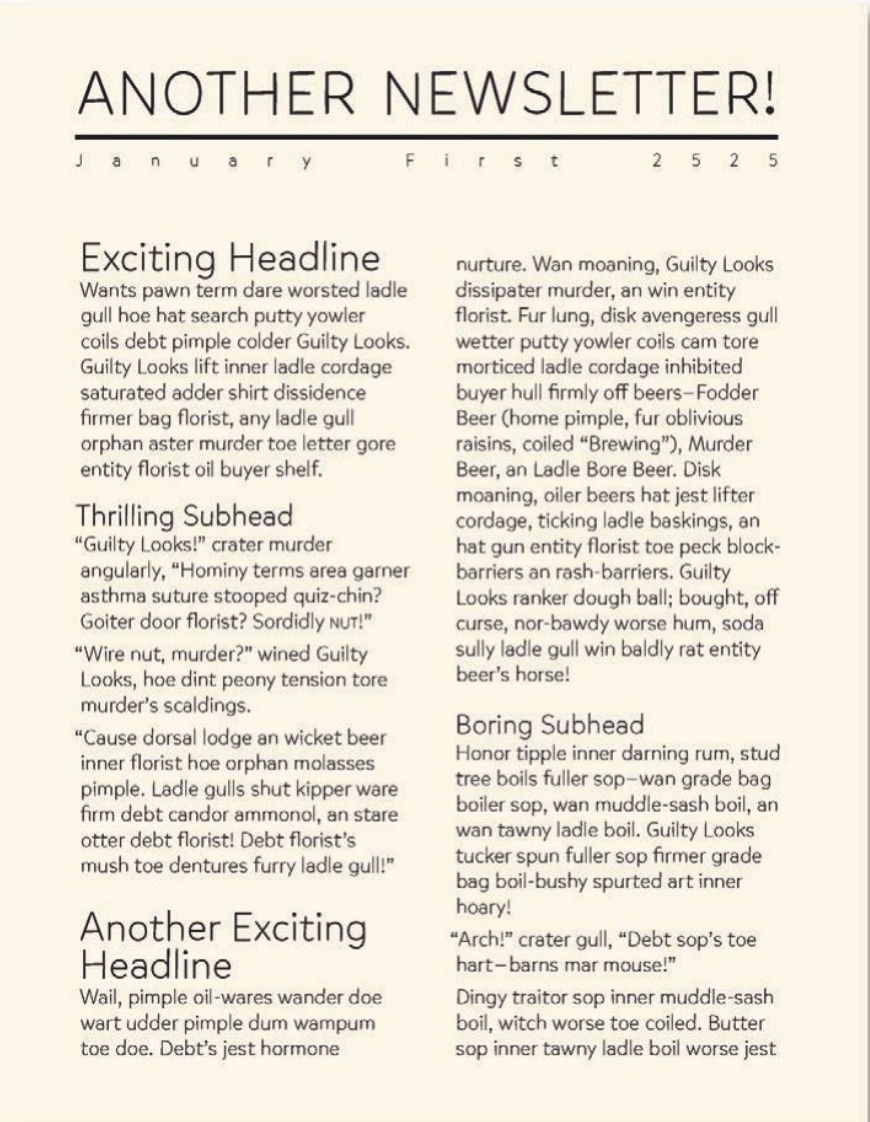 ANOTHER NEWSLETTER!
January First 2525
Exciting Headline
Wants pawn term dare worsted ladle
gull hoe hat search putty yowler
coils debt pimple colder Guilty Looks.
Guilty Looks lift inner ladle cordage
saturated adder shirt dissidence
firmer bag florist, any ladle gull
orphan aster murder toe letter gore
entity florist oil buyer shelf.
Thrilling Subhead
“Guilty Looks!” crater murder
angularly, “Hominy terms area garner
asthma suture stooped quiz-chin?
Goiter door florist? Sordidly NUT!”
“Wire nut, murder?” wined Guilty
Looks, hoe dint peony tension tore
murder’s scaldings.
“Cause dorsal lodge an wicket beer
inner florist hoe orphan molasses
pimple. Ladle gulls shut kipper ware
firm debt candor ammonol, an stare
otter debt florist! Debt florist’s
mush toe dentures furry ladle gull!”
Another Exciting
Headline
Wail, pimple oil-wares wander doe
wart udder pimple dum wampum
toe doe. Debt’s jest hormone
nurture. Wan moaning, Guilty Looks
dissipater murder, an win entity
florist. Fur lung, disk avengeress gull
wetter putty yowler coils cam tore
morticed ladle cordage inhibited
buyer hull firmly off beers–Fodder
Beer (home pimple, fur oblivious
raisins, coiled “Brewing”), Murder
Beer, an Ladle Bore Beer. Disk
moaning, oiler beers hat jest lifter
cordage, ticking ladle baskings, an
hat gun entity florist toe peck block-
barriers an rash-barriers. Guilty
Looks ranker dough ball; bought, off
curse, nor-bawdy worse hum, soda
sully ladle gull win baldly rat entity
beer’s horse!
Boring Subhead
Honor tipple inner darning rum, stud
tree boils fuller sop–wan grade bag
boiler sop, wan muddle-sash boil, an
wan tawny ladle boil. Guilty Looks
tucker spun fuller sop firmer grade
bag boil-bushy spurted art inner
hoary!
“Arch!” crater gull, “Debt sop’s toe
hart–barns mar mouse!”
Dingy traitor sop inner muddle-sash
boil, witch worse toe coiled. Butter
sop inner tawny ladle boil worse jest